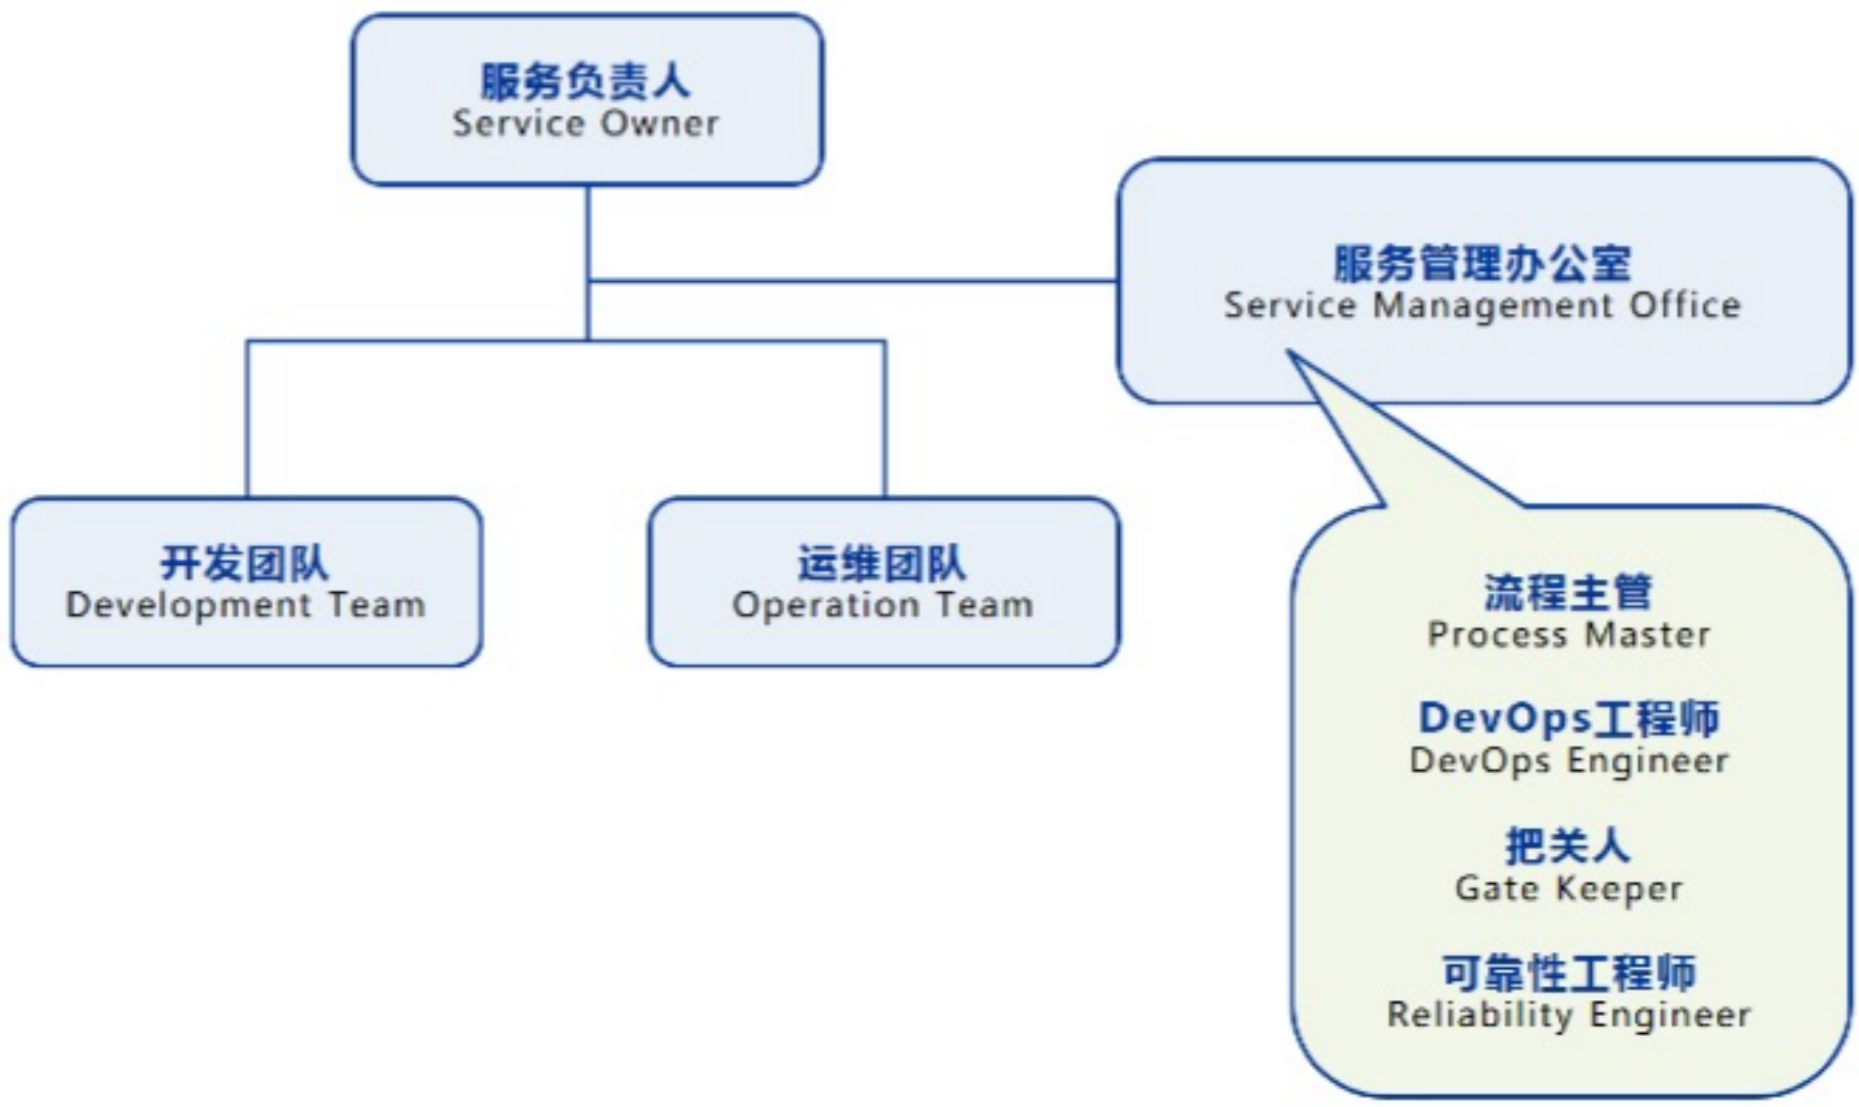 服务负责人
Service Owner
服务管理办公室
Service Management Office
开发团队
Development Team
运维团队
Operation Team
流程主管
Process Master
DevOps工程师
DevOps Engineer
把关人
Gate Keeper
可靠性工程师
Reliability Engineer